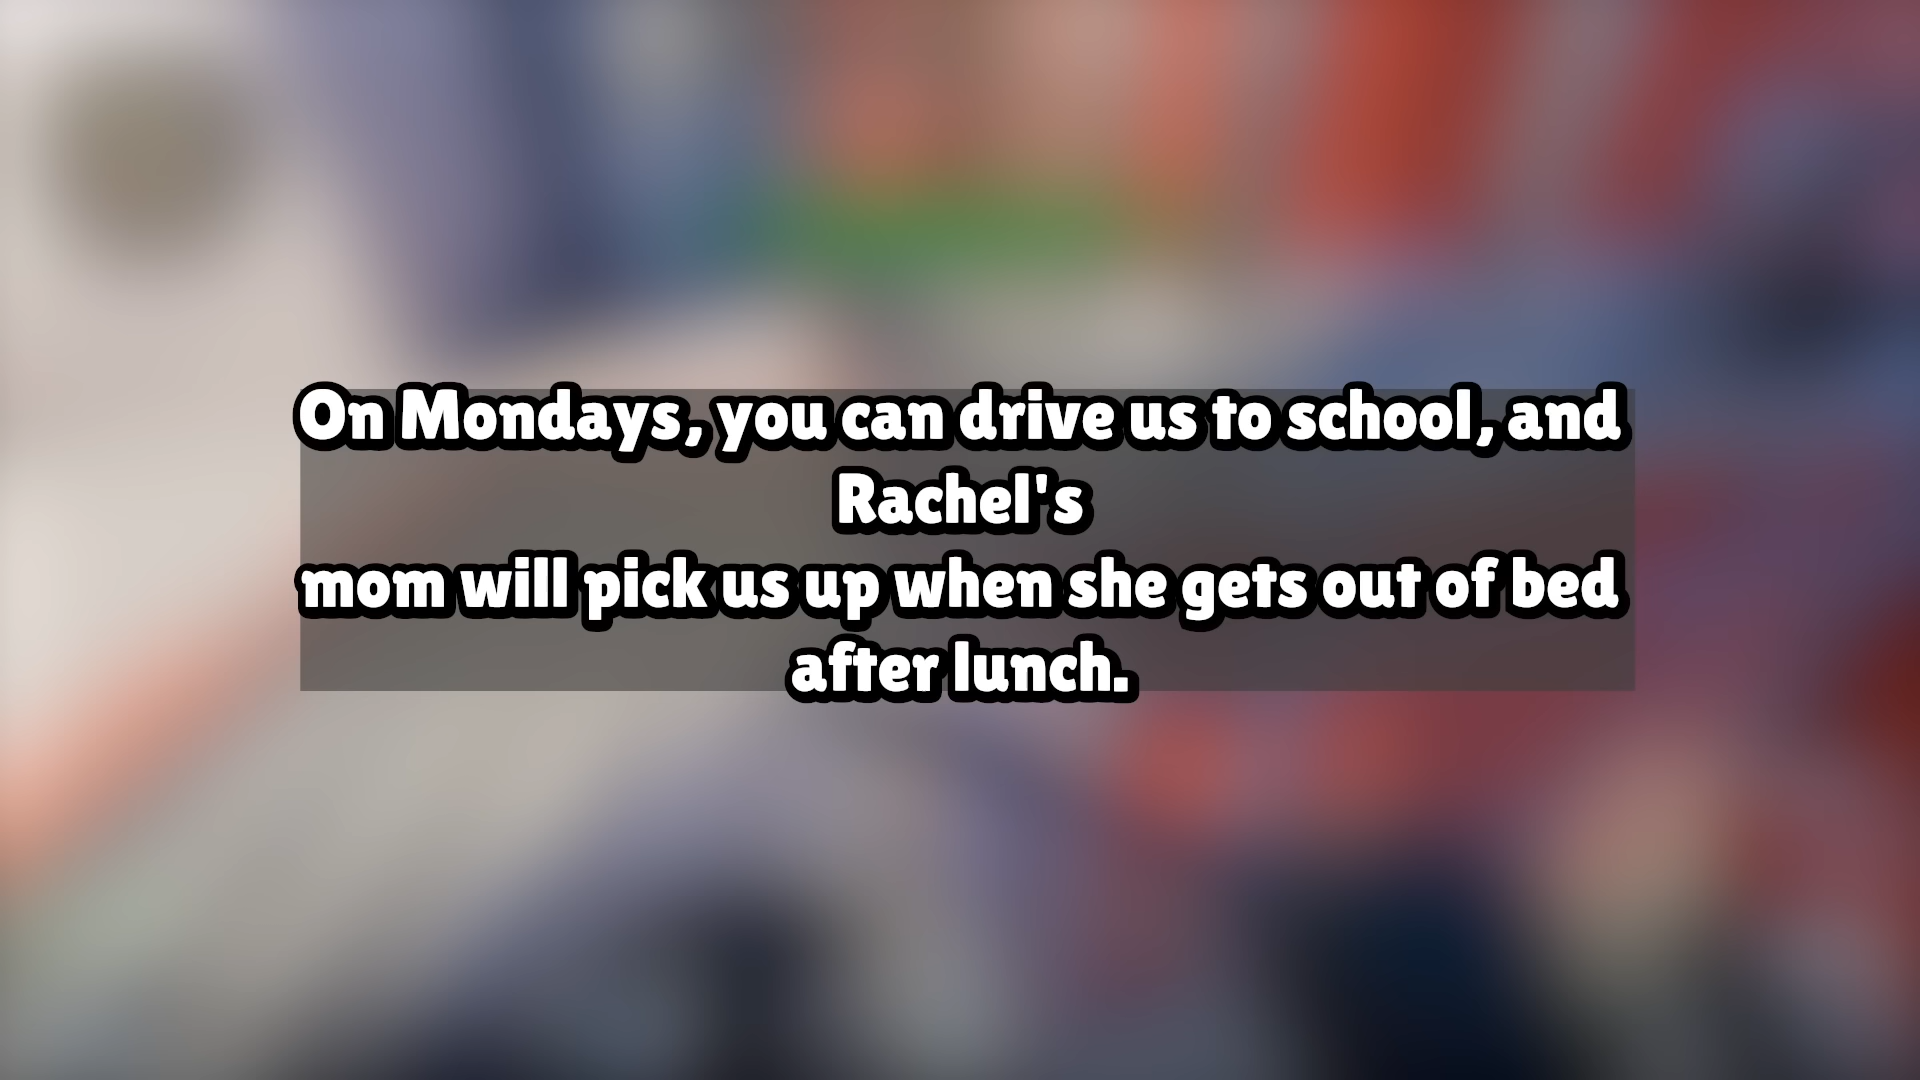 On Mondays, you can drive us to school, and
Rachel's
mom will pick us up when she gets out of bed
after lunch.